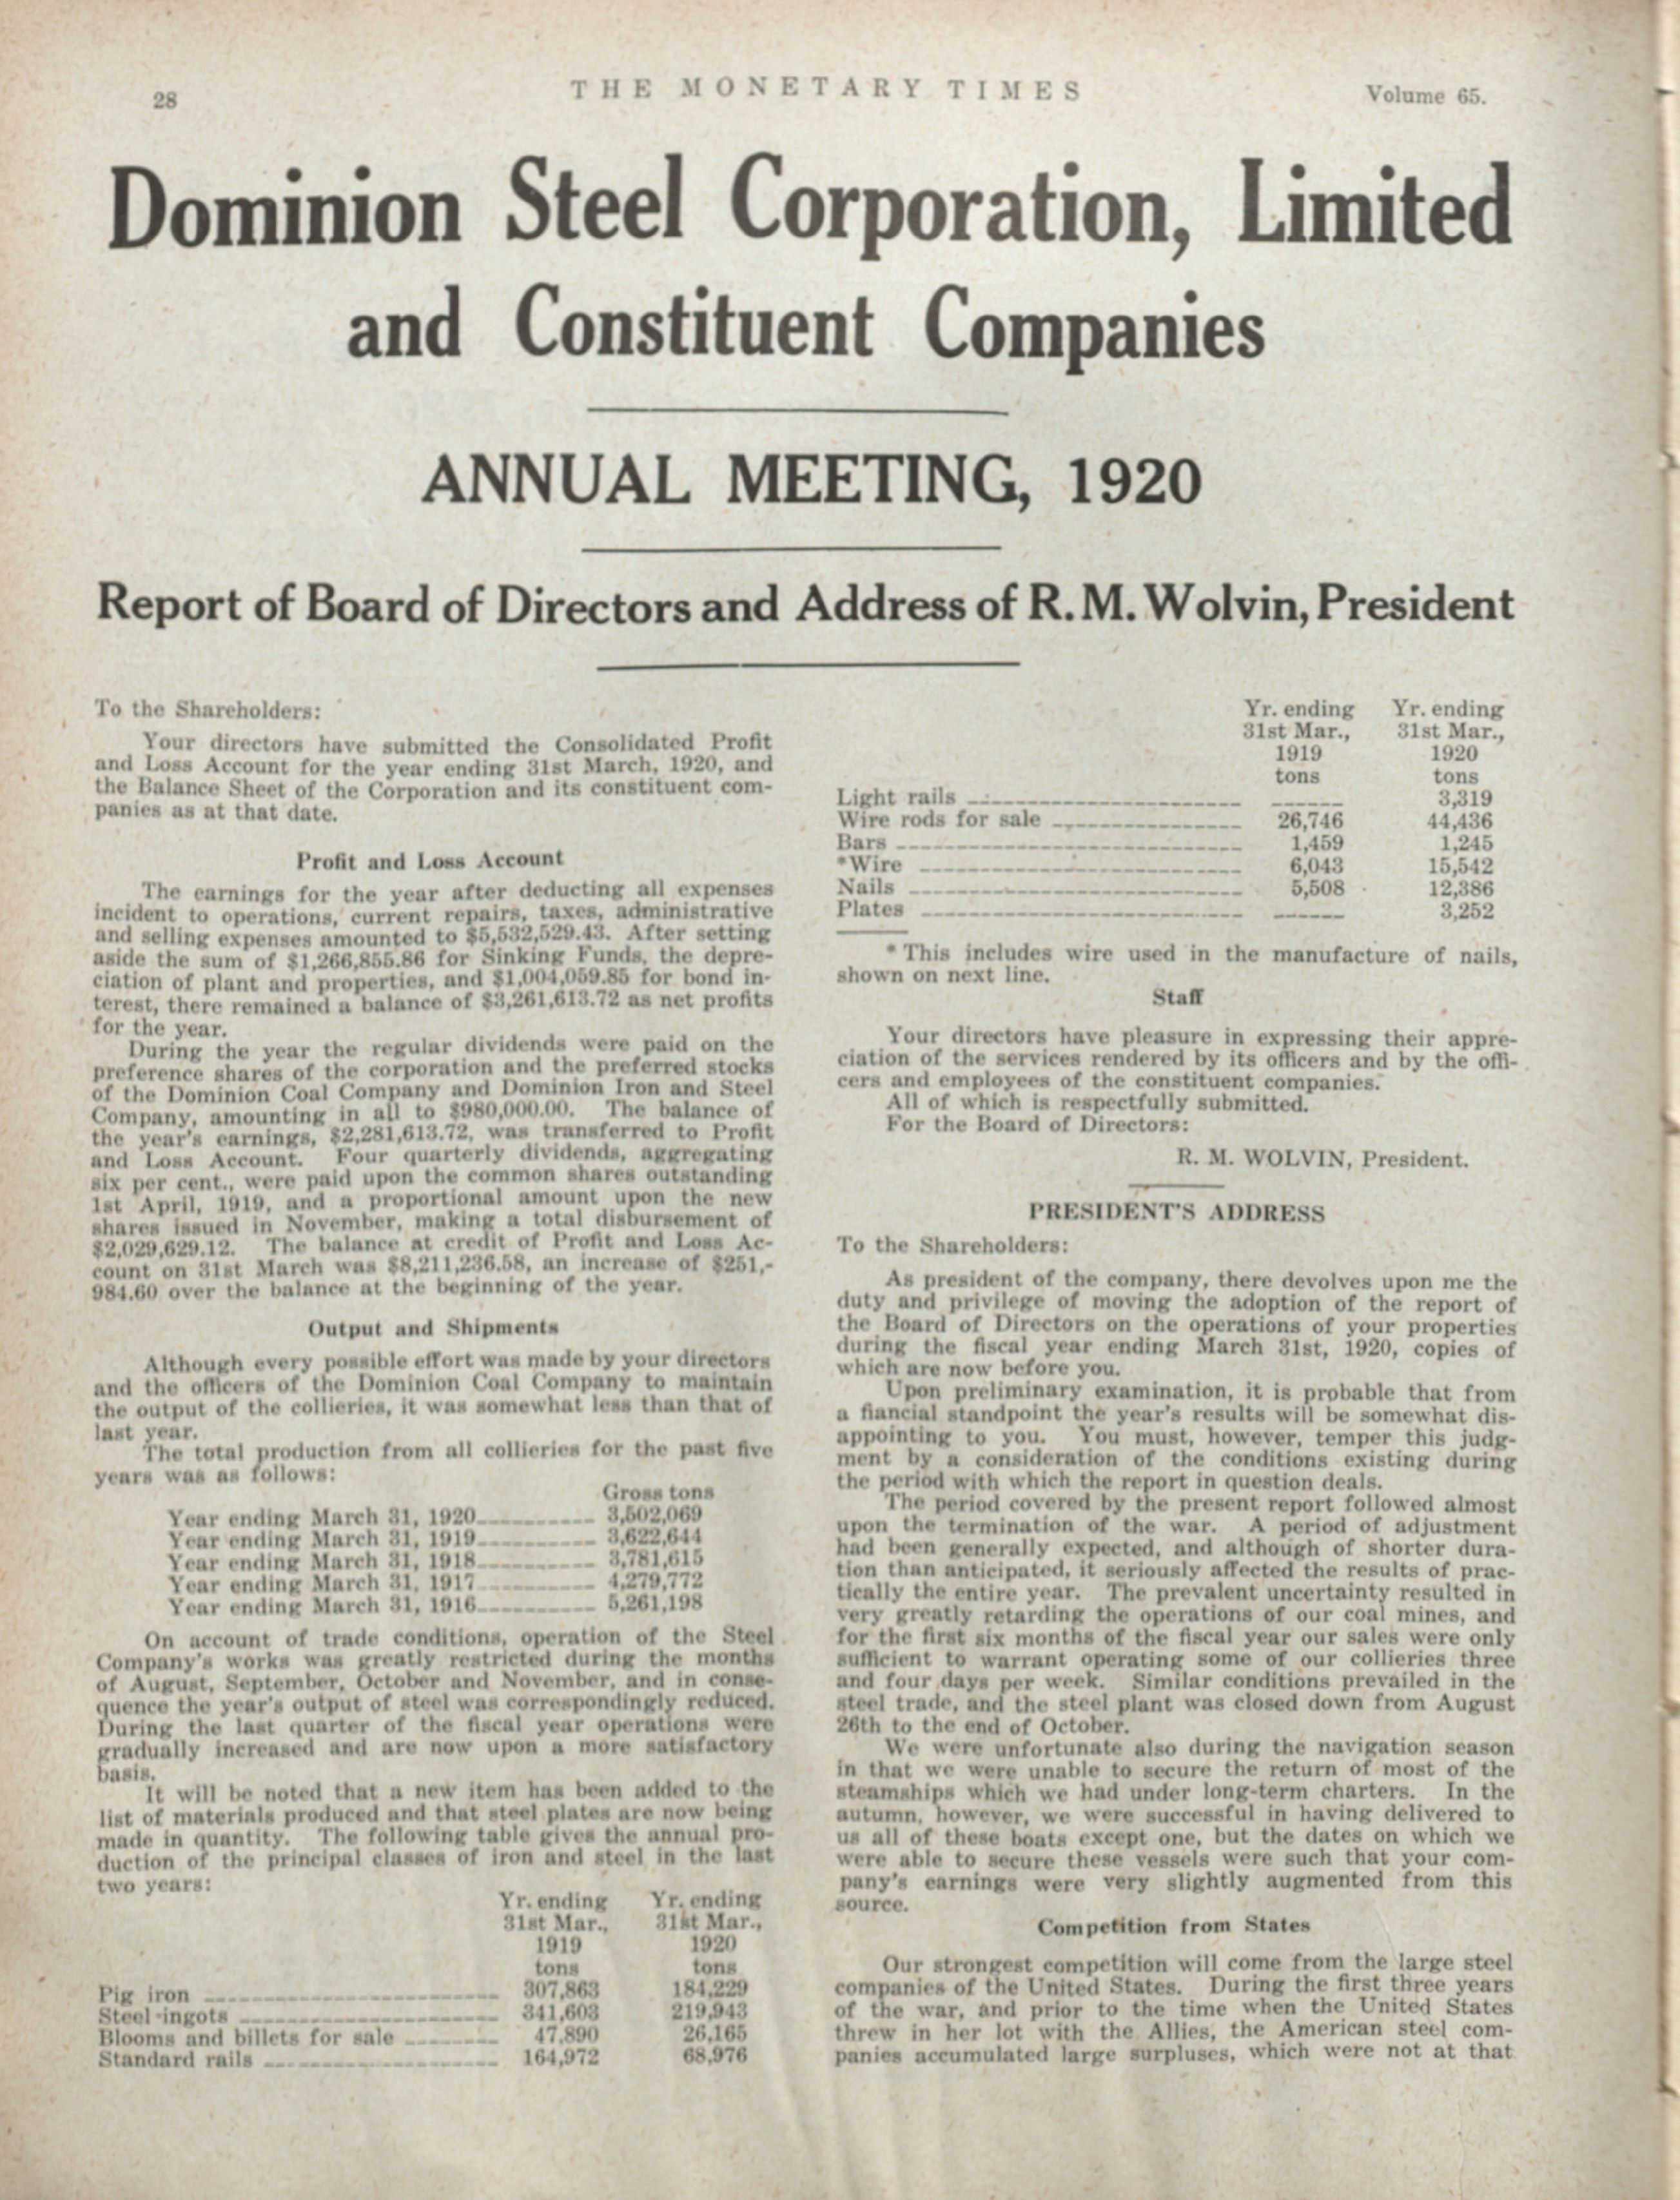 28
THE MONETARY TIMES
Volume 65.
Dominion Steel Corporation, Limited
and Constituent Companies
ANNUAL MEETING, 1920
Report of Board of Directors and Address of R. M. Wolvin, President
To the Shareholders:
Your directors have submitted the Consolidated Profit
and Loss Account for the year ending 31st March, 1920, and
the Balance Sheet of the Corporation and its constituent com-
panies as at that date.
Profit and Loss Account
The earnings for the year after deducting all expenses
incident to operations, current repairs, taxes, administrative
and selling expenses amounted to $5,532,529.43. After setting
aside the sum of $1,266,855.86 for Sinking Funds, the depre-
ciation of plant and properties, and $1,004,059.85 for bond in-
terest, there remained a balance of $3,261,613.72 as net profits
for the year.
During the year the regular dividends were paid on the
preference shares of the corporation and the preferred stocks
of the Dominion Coal Company and Dominion Iron and Steel
Company, amounting in all to $980,000.00. The balance of
the year's earnings, $2,281,613.72, was transferred to Profit
and Loss Account. Four quarterly dividends, aggregating
six per cent., were paid upon the common shares outstanding
1st April, 1919, and a proportional amount upon the new
shares issued in November, making a total disbursement of
$2,029,629.12. The balance at credit of Profit and Loss Ac-
count on 31st March was $8,211,236.58, an increase of $251,-
984.60 over the balance at the beginning of the year.
Output and Shipments
Although every possible effort was made by your directors
and the officers of the Dominion Coal Company to maintain
the output of the collieries, it was somewhat less than that of
last year.
The total production from all collieries for the past five
years was as follows:
Gross tons
Year ending March 31, 1920 3,502,069
Year ending March 31, 1919 3,622,644
Year ending March 31, 1918 3,781,615
Year ending March 31, 1917 4,279,772
Year ending March 31, 1916 5,261,198
On account of trade conditions, operation of the Steel
Company's works was greatly restricted during the months
of August, September, October and November, and in conse-
quence the year's output of steel was correspondingly reduced.
During the last quarter of the fiscal year operations were
gradually increased and are now upon a more satisfactory
basis.
It will be noted that a new item has been added to the
list of materials produced and that steel plates are now being
made in quantity. The following table gives the annual pro-
duction of the principal classes of iron and steel in the last
two years:
Yr. ending Yr. ending
31st Mar., 31st Mar.,
1919 1920
tons tons
Pig iron 307,863 184,229
Steel ingots 341,603 219,943
Blooms and billets for sale 47,890 26,165
Standard rails 164,972 68,976
Yr. ending Yr. ending
31st Mar., 31st Mar.,
1919 1920
tons tons
Light rails 3,319
Wire rods for sale 26,746 44,436
Bars 1,459 1,245
*Wire 6,043 15,542
Nails 5,508 12,386
Plates 3,252
* This includes wire used in the manufacture of nails,
shown on next line.
Staff
Your directors have pleasure in expressing their appre-
ciation of the services rendered by its officers and by the offi-
cers and employees of the constituent companies.
All of which is respectfully submitted.
For the Board of Directors:
R. M. WOLVIN, President.
PRESIDENT'S ADDRESS
To the Shareholders:
As president of the company, there devolves upon me the
duty and privilege of moving the adoption of the report of
the Board of Directors on the operations of your properties
during the fiscal year ending March 31st, 1920, copies of
which are now before you.
Upon preliminary examination, it is probable that from
a fiancial standpoint the year's results will be somewhat dis-
appointing to you. You must, however, temper this judg-
ment by a consideration of the conditions existing during
the period with which the report in question deals.
The period covered by the present report followed almost
upon the termination of the war. A period of adjustment
had been generally expected, and although of shorter dura-
tion than anticipated, it seriously affected the results of prac-
tically the entire year. The prevalent uncertainty resulted in
very greatly retarding the operations of our coal mines, and
for the first six months of the fiscal year our sales were only
sufficient to warrant operating some of our collieries three
and four days per week. Similar conditions prevailed in the
steel trade, and the steel plant was closed down from August
26th to the end of October.
We were unfortunate also during the navigation season
in that we were unable to secure the return of most of the
steamships which we had under long-term charters. In the
autumn, however, we were successful in having delivered to
us all of these boats except one, but the dates on which we
were able to secure these vessels were such that your com-
pany's earnings were very slightly augmented from this
source.
Competition from States
Our strongest competition will come from the large steel
companies of the United States. During the first three years
of the war, and prior to the time when the United States
threw in her lot with the Allies, the American steel com-
panies accumulated large surpluses, which were not at that